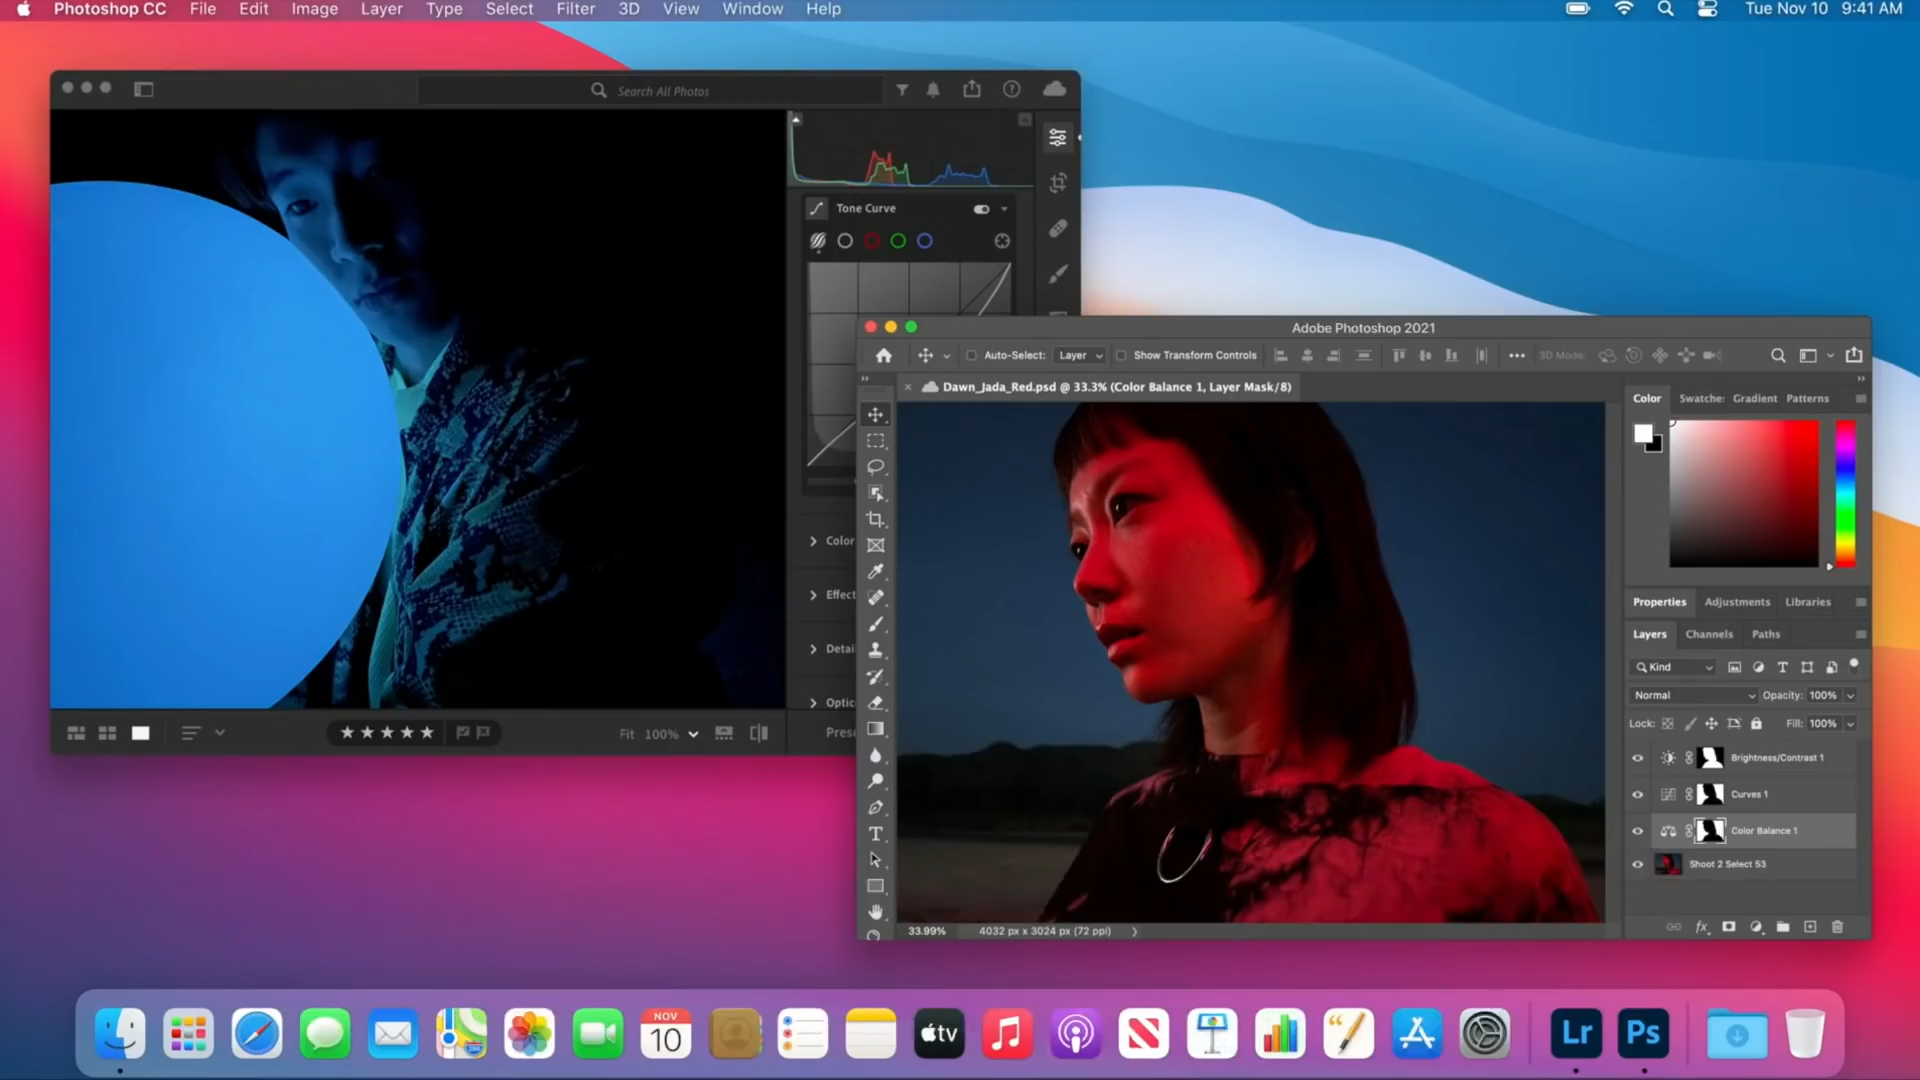 Photoshop CC File Edit Image Layer Type Select Filter 3D View Window Help Tue Nov 10 9:41 AM
Search All Photos
Tone Curve
Color
Effect
Detai
Optic
Fit 100%
Prese
Adobe Photoshop 2021
Auto-Select: Layer Show Transform Controls 3D Mode:
Dawn_Jada_Red.psd @ 33.3% (Color Balance 1, Layer Mask/8)
Color Swatche: Gradient Patterns
Properties Adjustments Libraries
Layers Channels Paths
Kind
Normal Opacity: 100%
Lock: Fill: 100%
Brightness/Contrast 1
Curves 1
Color Balance 1
Shoot 2 Select 53
fx
33.99% 4032 px x 3024 px (72 ppi)
NOV
10
tv
Lr
Ps